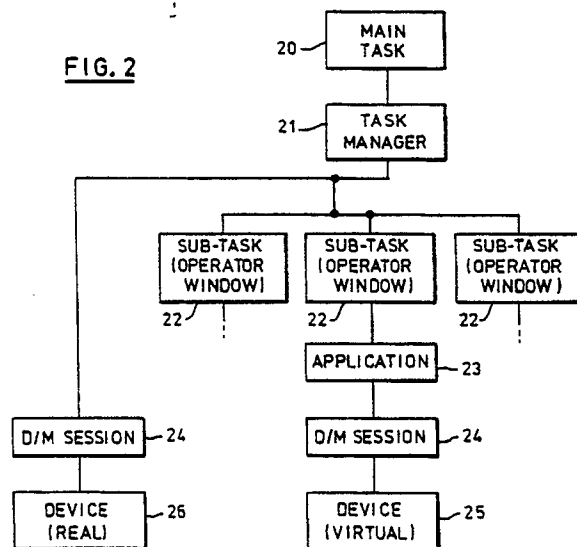 FIG. 2
MAIN
TASK
20
TASK
MANAGER
21
SUB-TASK
(OPERATOR
WINDOW)
22
SUB-TASK
(OPERATOR
WINDOW)
22
SUB-TASK
(OPERATOR
WINDOW)
22
APPLICATION
23
D/M SESSION
24
D/M SESSION
24
DEVICE
(REAL)
26
DEVICE
(VIRTUAL)
25